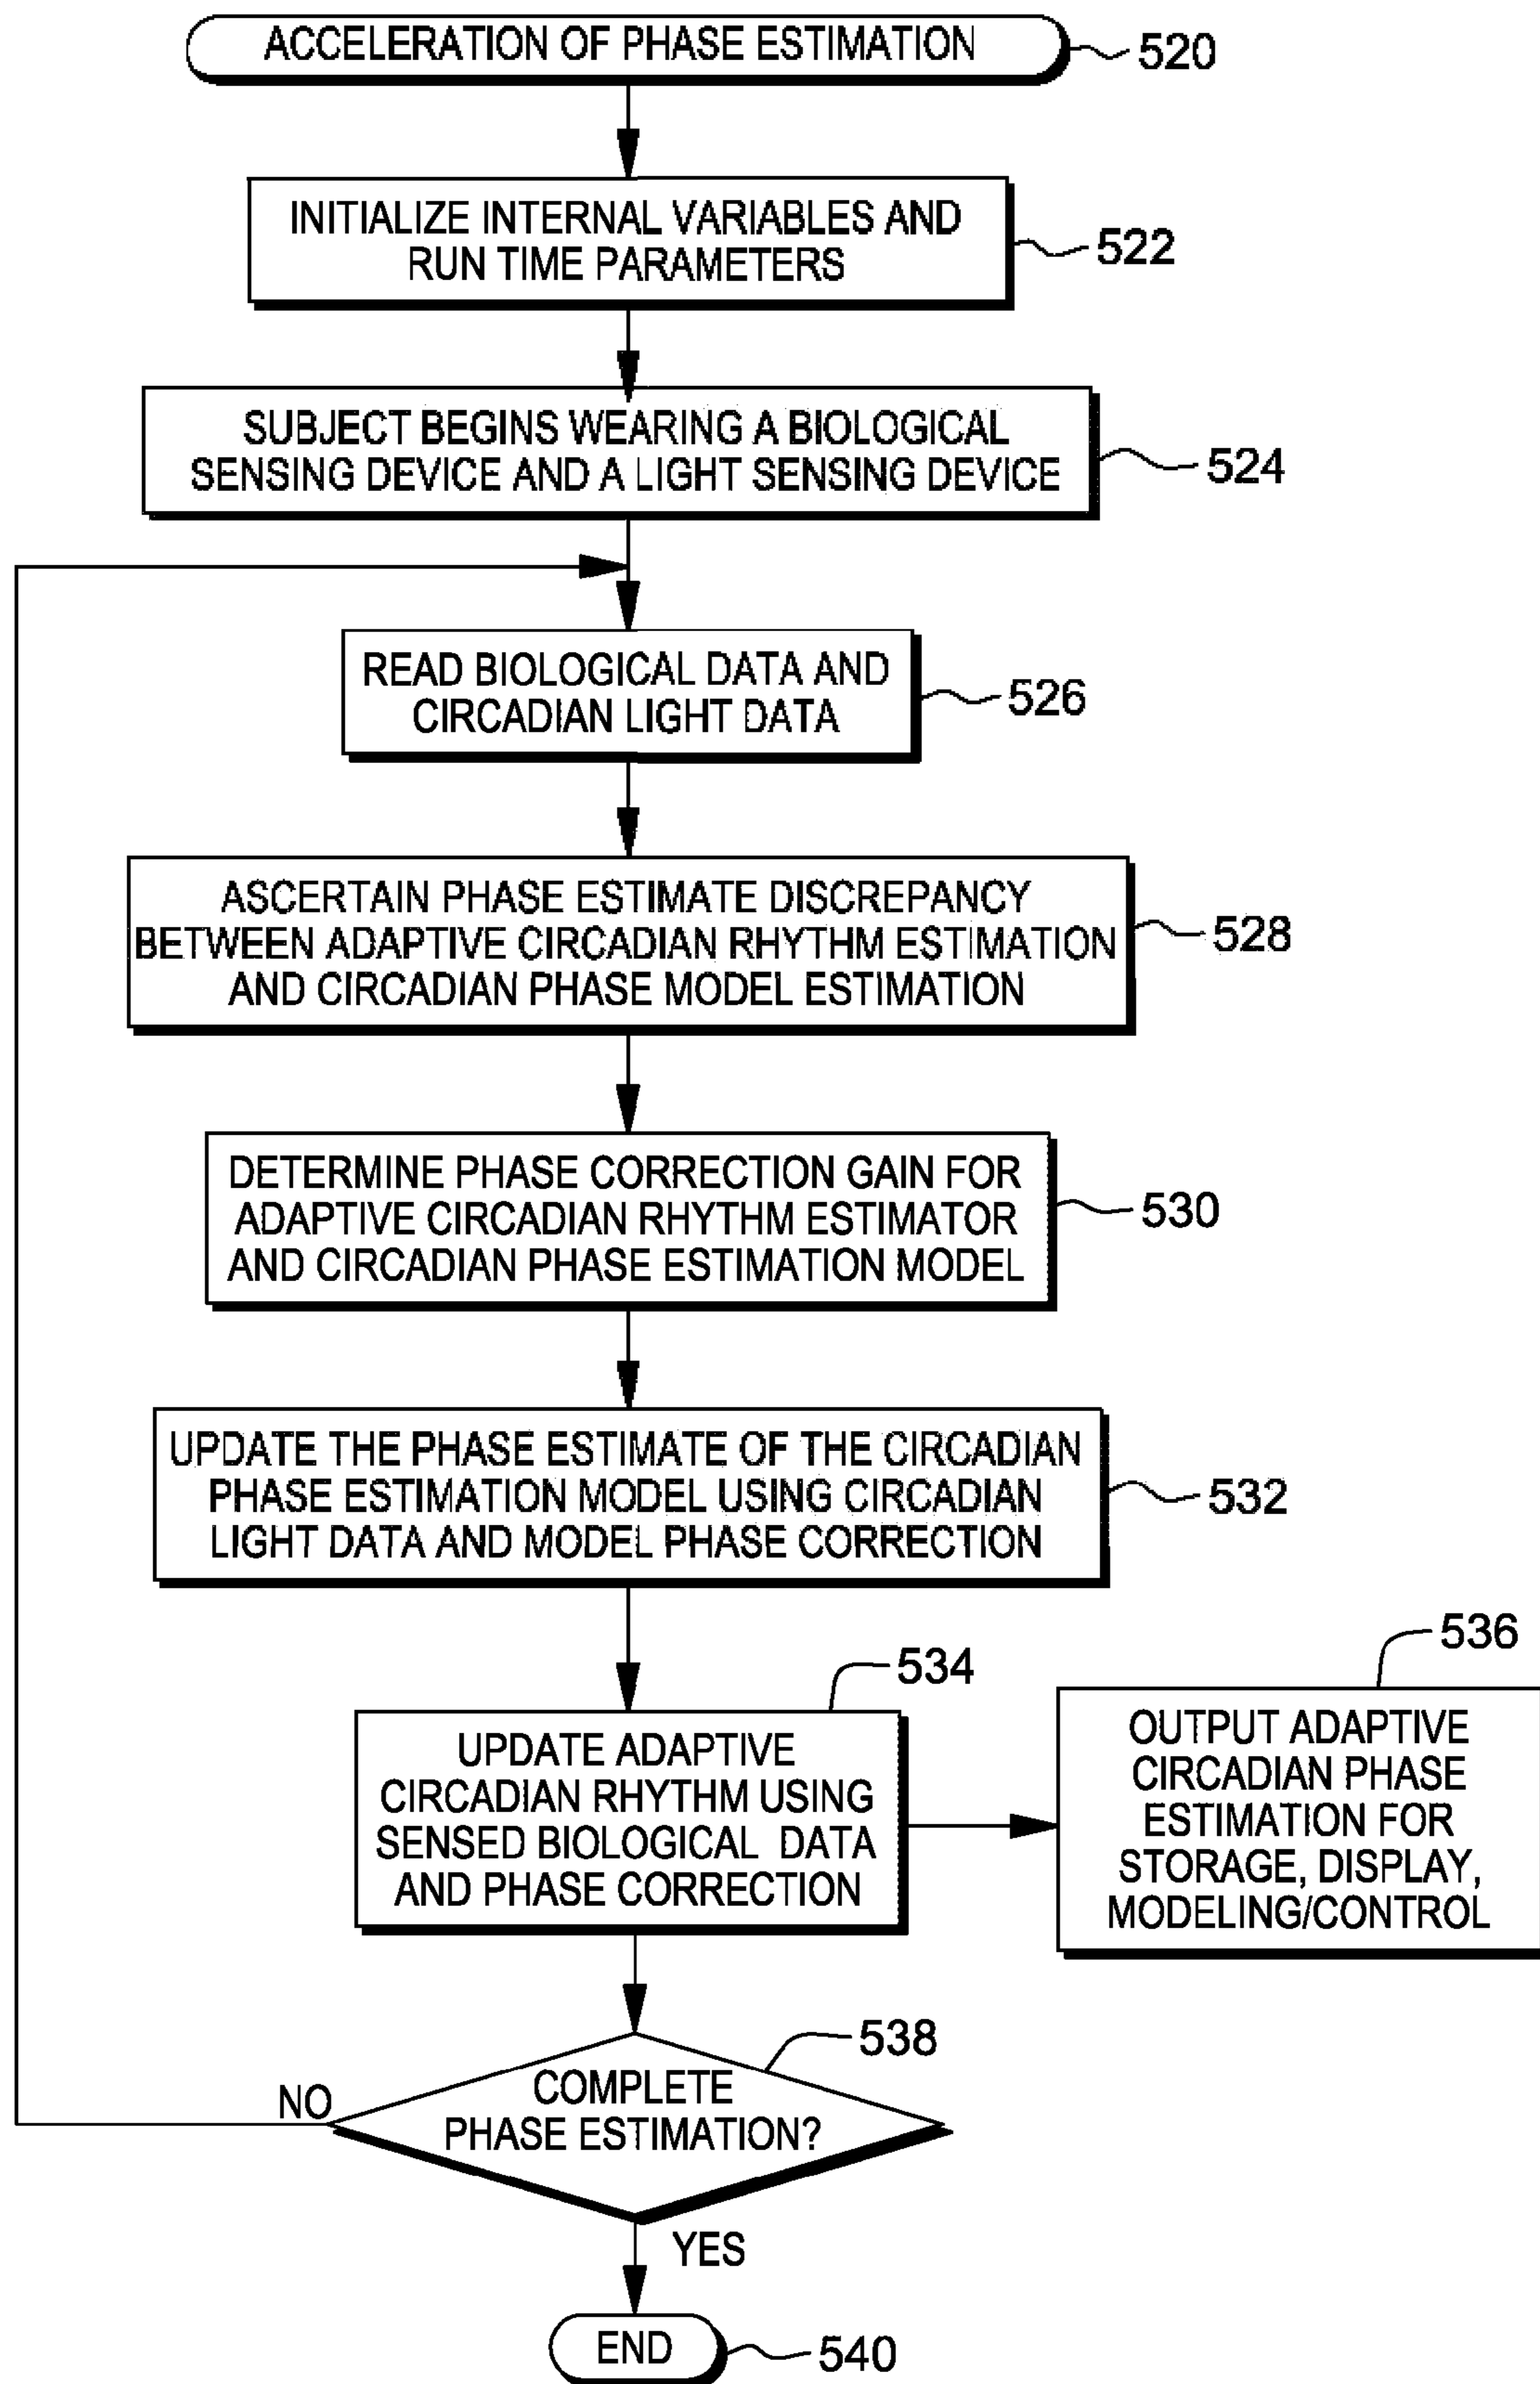 ACCELERATION OF PHASE ESTIMATION
520
INITIALIZE INTERNAL VARIABLES AND
RUN TIME PARAMETERS
522
SUBJECT BEGINS WEARING A BIOLOGICAL
SENSING DEVICE AND A LIGHT SENSING DEVICE
524
READ BIOLOGICAL DATA AND
CIRCADIAN LIGHT DATA
526
ASCERTAIN PHASE ESTIMATE DISCREPANCY
BETWEEN ADAPTIVE CIRCADIAN RHYTHM ESTIMATION
AND CIRCADIAN PHASE MODEL ESTIMATION
528
DETERMINE PHASE CORRECTION GAIN FOR
ADAPTIVE CIRCADIAN RHYTHM ESTIMATOR
AND CIRCADIAN PHASE ESTIMATION MODEL
530
UPDATE THE PHASE ESTIMATE OF THE CIRCADIAN
PHASE ESTIMATION MODEL USING CIRCADIAN
LIGHT DATA AND MODEL PHASE CORRECTION
532
534
UPDATE ADAPTIVE
CIRCADIAN RHYTHM USING
SENSED BIOLOGICAL DATA
AND PHASE CORRECTION
536
OUTPUT ADAPTIVE
CIRCADIAN PHASE
ESTIMATION FOR
STORAGE, DISPLAY,
MODELING/CONTROL
538
COMPLETE
PHASE ESTIMATION?
NO
YES
END
540